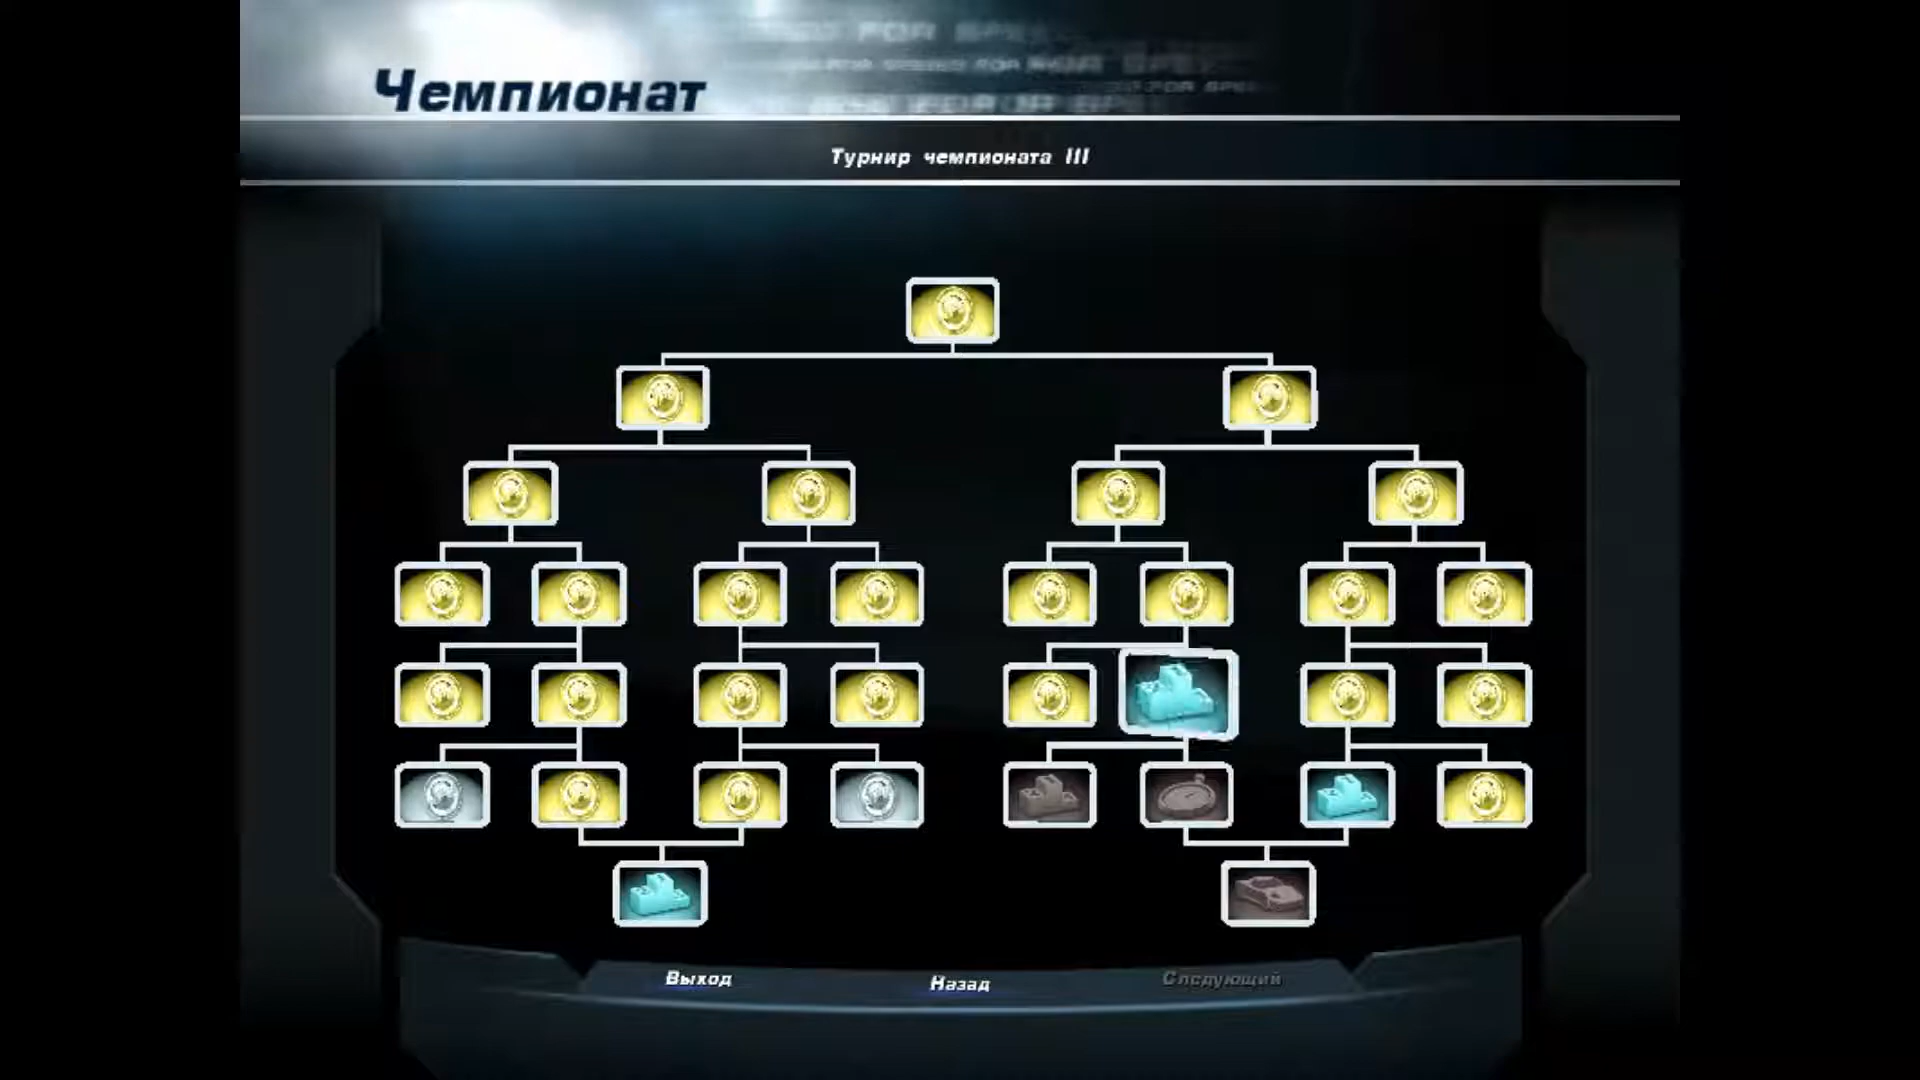 Чемпионат
Турнир чемпионата III
Выход
Назад
Следующий